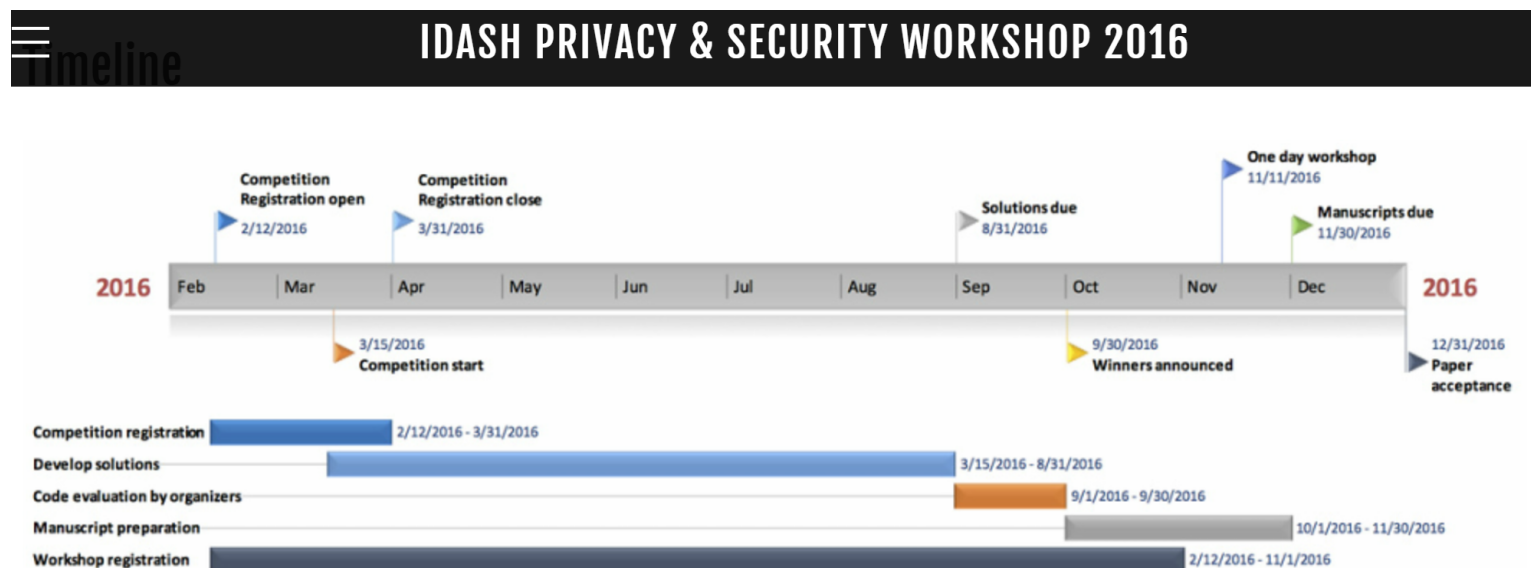 IDASH PRIVACY & SECURITY WORKSHOP 2016
Timeline
One day workshop
11/11/2016
Competition
Registration open
2/12/2016
Competition
Registration close
3/31/2016
Solutions due
8/31/2016
Manuscripts due
11/30/2016
2016 Feb Mar Apr May Jun Jul Aug Sep Oct Nov Dec 2016
3/15/2016
Competition start
9/30/2016
Winners announced
12/31/2016
Paper
acceptance
Competition registration 2/12/2016 - 3/31/2016
Develop solutions 3/15/2016 - 8/31/2016
Code evaluation by organizers 9/1/2016 - 9/30/2016
Manuscript preparation 10/1/2016 - 11/30/2016
Workshop registration 2/12/2016 - 11/1/2016